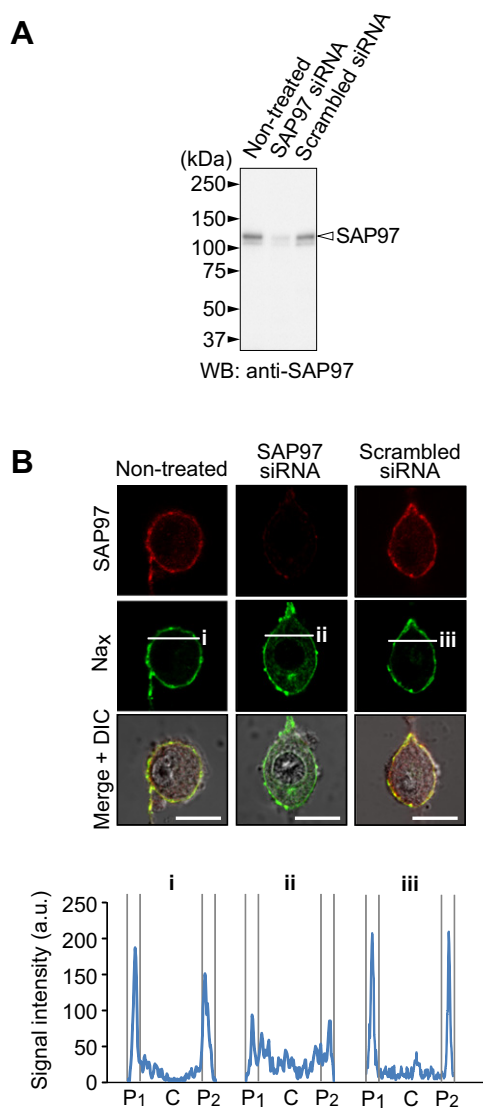 A
Non-treated
SAP97 siRNA
Scrambled siRNA
(kDa)
250
150
100
75
50
37
SAP97
WB: anti-SAP97
B
Non-treated
SAP97
siRNA
Scrambled
siRNA
SAP97
Nax
i
ii
iii
Merge + DIC
i ii iii
Signal intensity (a.u.)
250
200
150
100
50
0
P1 C P2 P1 C P2 P1 C P2